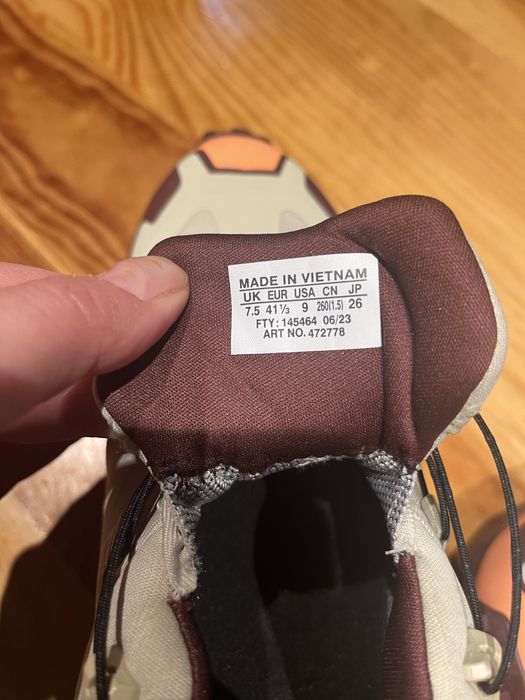 MADE IN VIETNAM
UK EUR USA CN JP
7.5 41⅓ 9 260(1.5) 26
FTY: 145464 06/23
ART NO. 472778